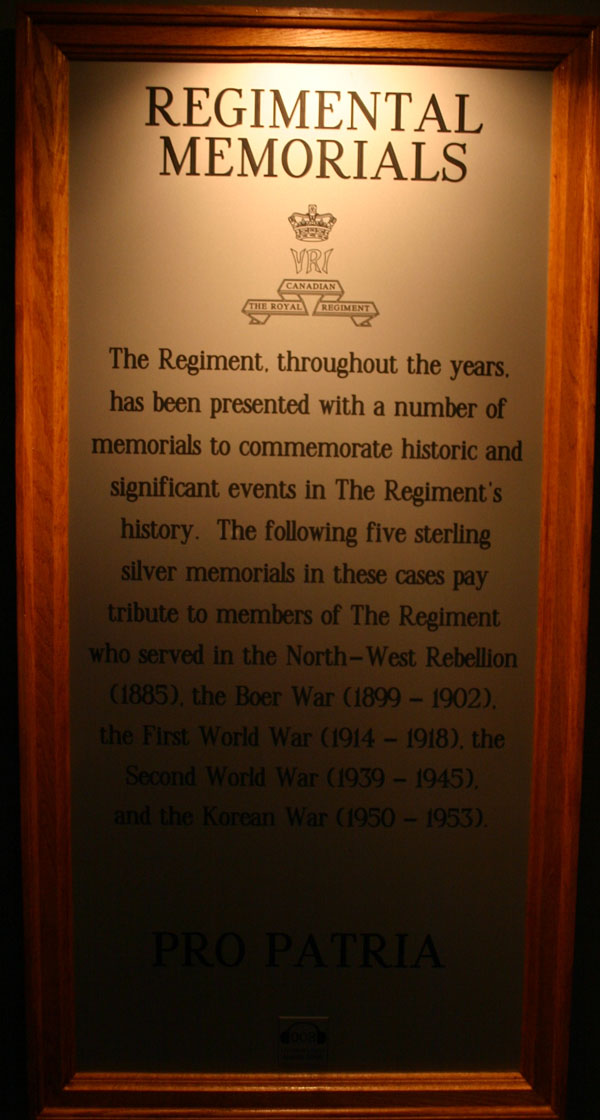 REGIMENTAL
MEMORIALS
VRI
CANADIAN
THE ROYAL REGIMENT
The Regiment, throughout the years,
has been presented with a number of
memorials to commemorate historic and
significant events in The Regiment's
history. The following five sterling
silver memorials in these cases pay
tribute to members of The Regiment
who served in the North-West Rebellion
(1885), the Boer War (1899 - 1902),
the First World War (1914 - 1918), the
Second World War (1939 - 1945),
and the Korean War (1950 - 1953).
PRO PATRIA